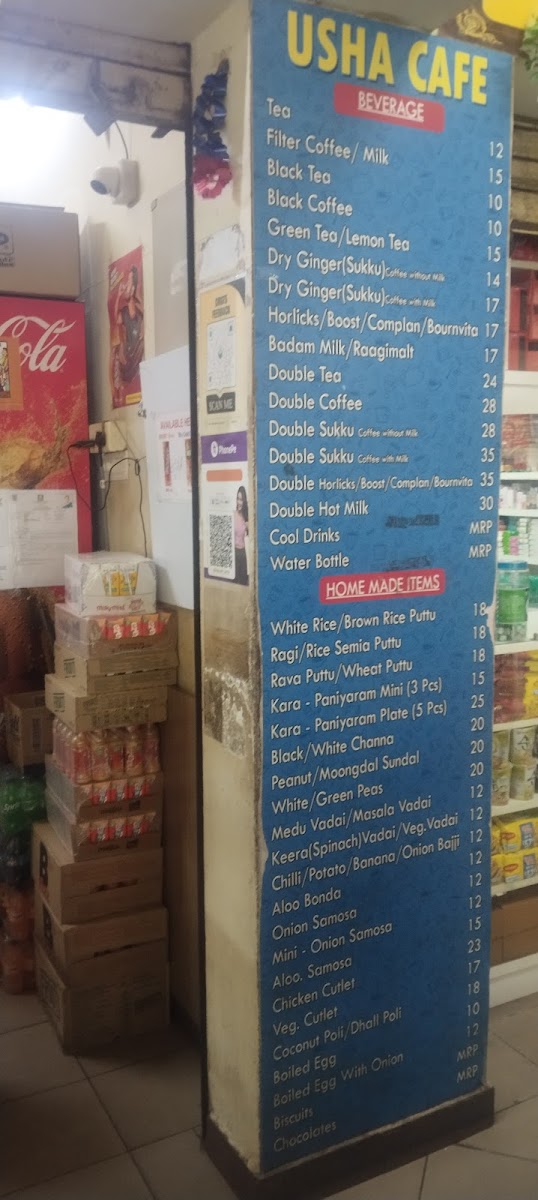 USHA CAFE
BEVERAGE
Tea 12
Filter Coffee/ Milk 15
Black Tea 10
Black Coffee 10
Green Tea/Lemon Tea 15
Dry Ginger(Sukku)Coffee without Milk 14
Dry Ginger(Sukku)Coffee with Milk 17
Horlicks/Boost/Complan/Bournvita 17
Badam Milk/Raagimalt 17
Double Tea 24
Double Coffee 28
Double Sukku Coffee without Milk 28
Double Sukku Coffee with Milk 35
Double Horlicks/Boost/Complan/Bournvita 35
Double Hot Milk 30
Cool Drinks MRP
Water Bottle MRP
HOME MADE ITEMS
White Rice/Brown Rice Puttu 18
Ragi/Rice Semia Puttu 18
Rava Puttu/Wheat Puttu 18
Kara - Paniyaram Mini (3 Pcs) 15
Kara - Paniyaram Plate (5 Pcs) 25
Black/White Channa 20
Peanut/Moongdal Sundal 20
White/Green Peas 20
Medu Vadai/Masala Vadai 12
Keera(Spinach)Vadai/Veg.Vadai 12
Chilli/Potato/Banana/Onion Bajji 12
Aloo Bonda 12
Onion Samosa 12
Mini - Onion Samosa 12
Aloo. Samosa 15
Chicken Cutlet 23
Veg. Cutlet 17
Coconut Poli/Dhall Poli 18
Boiled Egg 10
Boiled Egg With Onion 12
Biscuits MRP
Chocolates MRP
SCAN ME
PhonePe
AVAILABLE
Cola